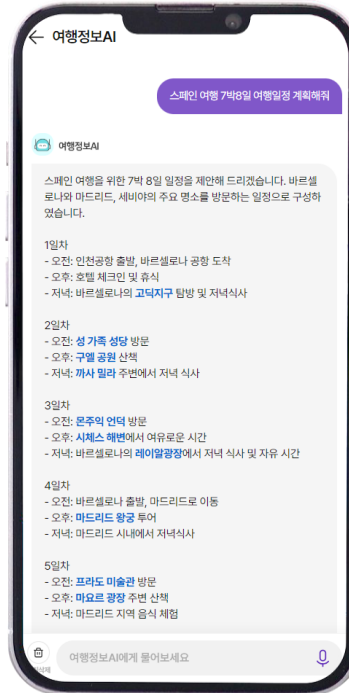 ← 여행정보AI
스페인 여행 7박8일 여행일정 계획해줘
여행정보AI
스페인 여행을 위한 7박 8일 일정을 제안해 드리겠습니다. 바르셀
로나와 마드리드, 세비야의 주요 명소를 방문하는 일정으로 구성하
였습니다.
1일차
- 오전: 인천공항 출발, 바르셀로나 공항 도착
- 오후: 호텔 체크인 및 휴식
- 저녁: 바르셀로나의 고딕지구 탐방 및 저녁식사
2일차
- 오전: 성 가족 성당 방문
- 오후: 구엘 공원 산책
- 저녁: 까사 밀라 주변에서 저녁 식사
3일차
- 오전: 몬주익 언덕 방문
- 오후: 시체스 해변에서 여유로운 시간
- 저녁: 바르셀로나의 레이알광장에서 저녁 식사 및 자유 시간
4일차
- 오전: 바르셀로나 출발, 마드리드로 이동
- 오후: 마드리드 왕궁 투어
- 저녁: 마드리드 시내에서 저녁식사
5일차
- 오전: 프라도 미술관 방문
- 오후: 마요르 광장 주변 산책
- 저녁: 마드리드 지역 음식 체험
여행정보AI에게 물어보세요